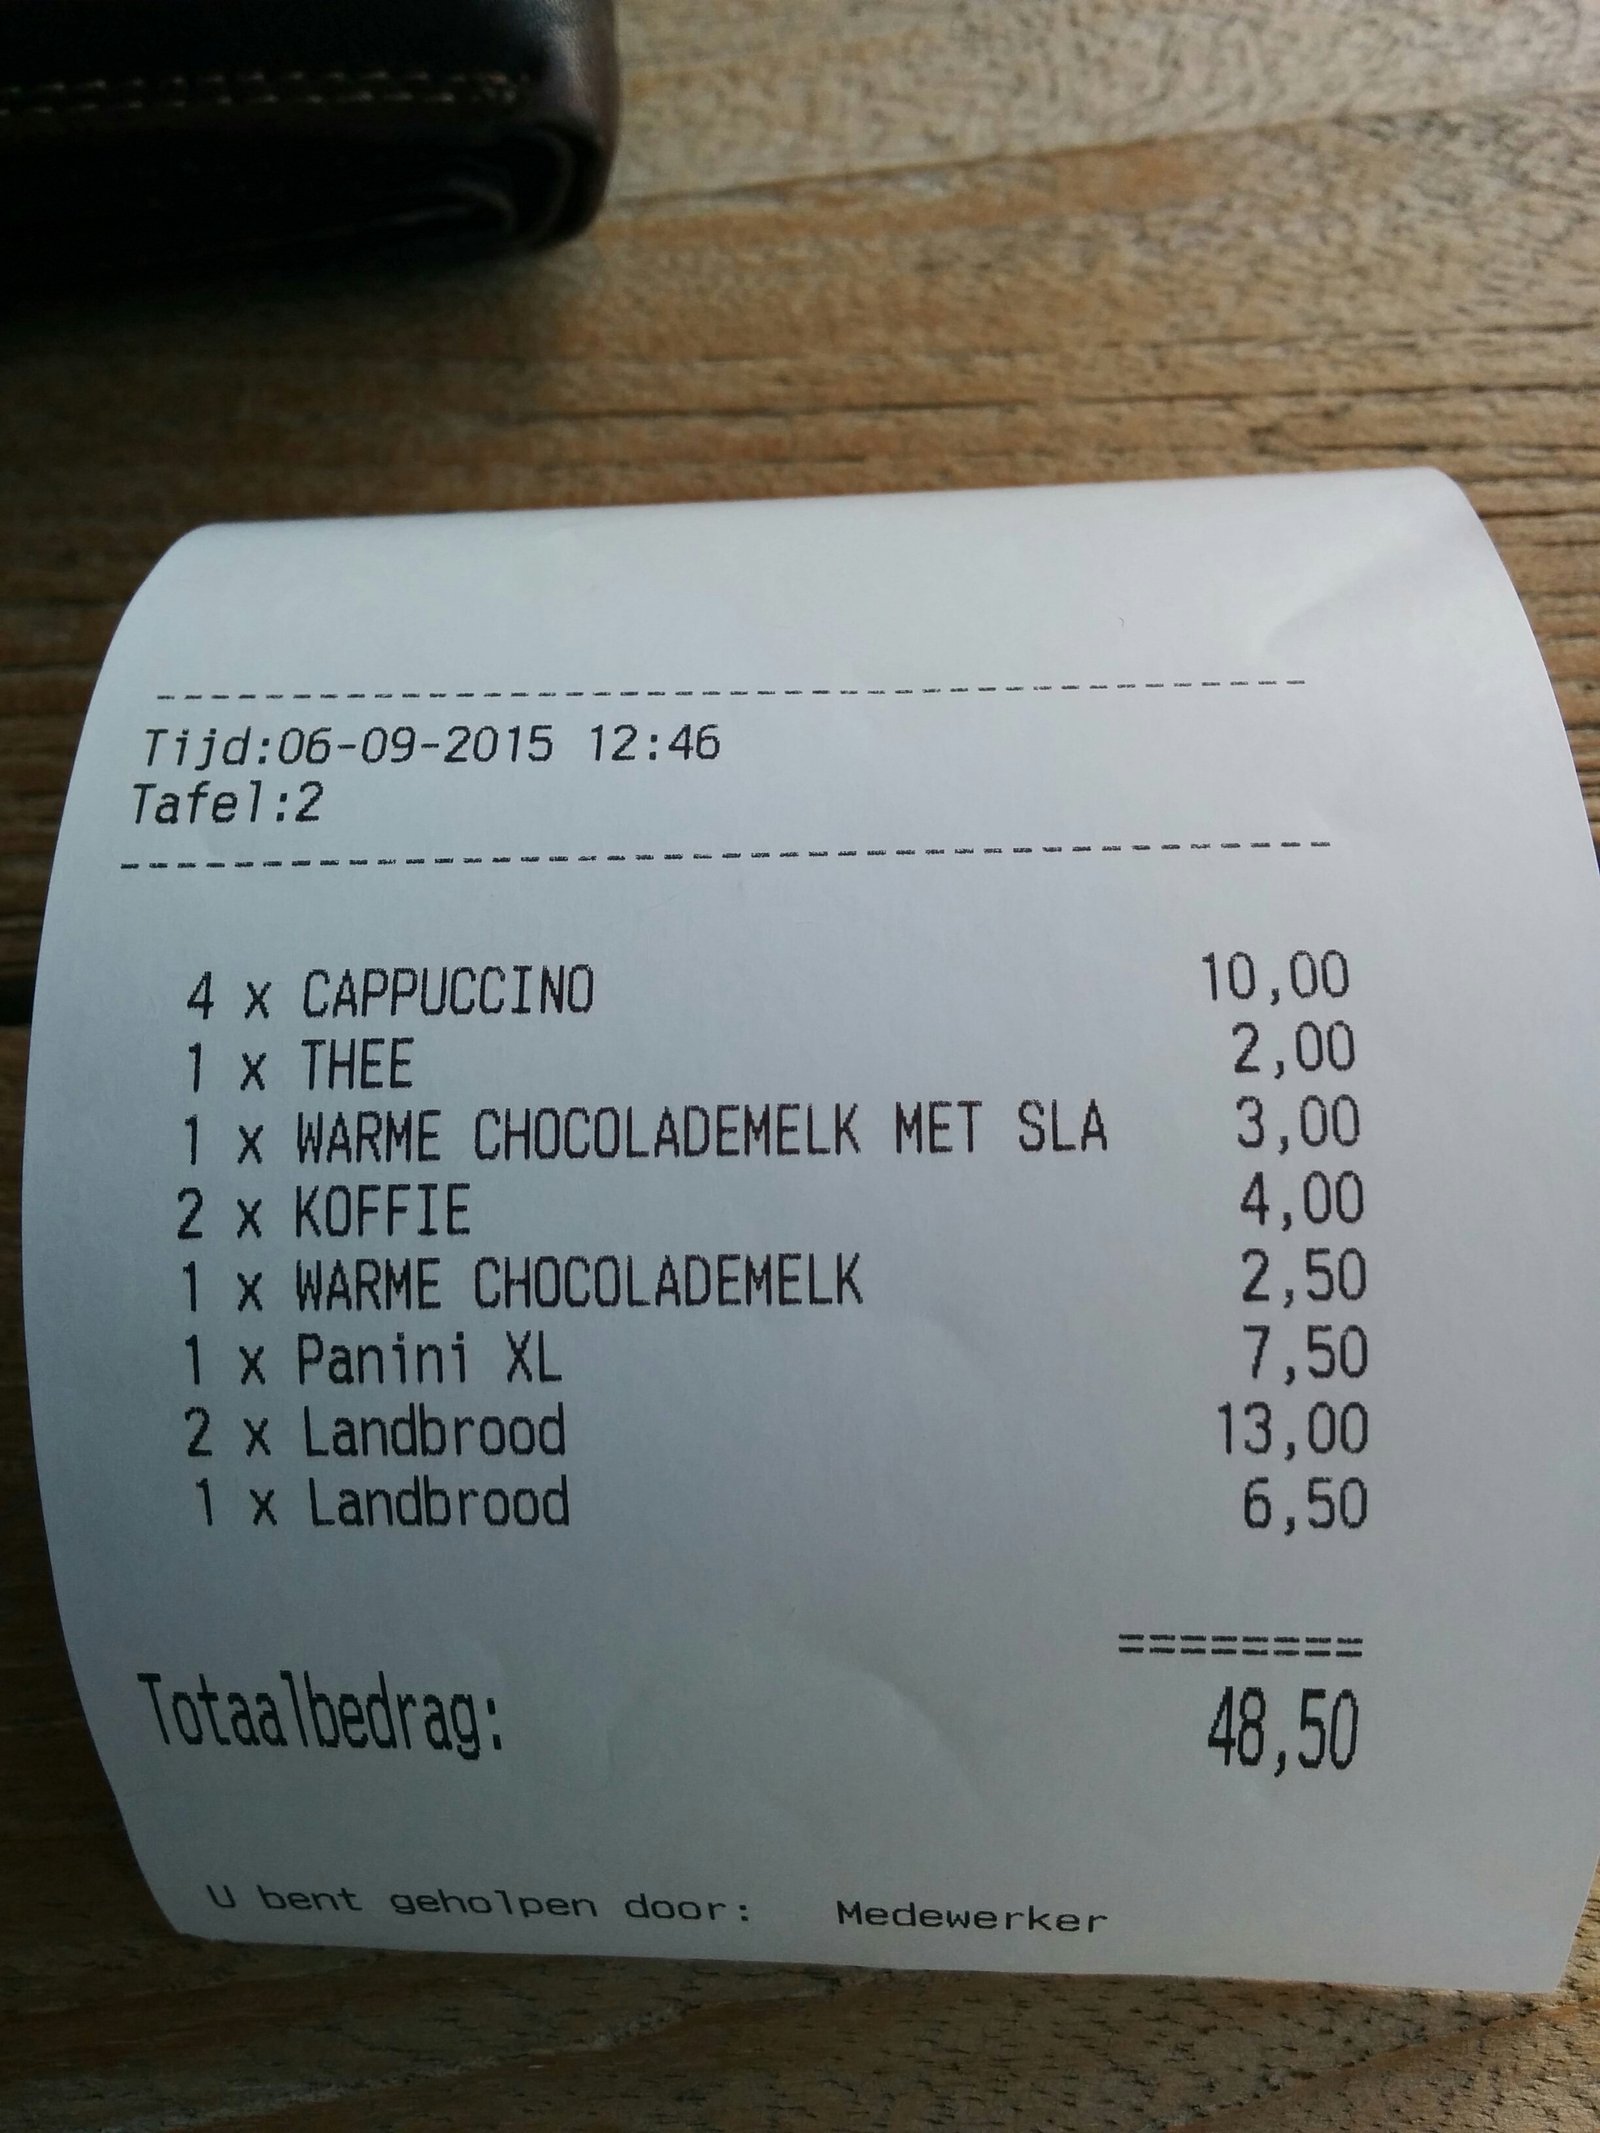 --------------------------------------------
Tijd:06-09-2015 12:46
Tafel:2
--------------------------------------------
4 x CAPPUCCINO 10,00
1 x THEE 2,00
1 x WARME CHOCOLADEMELK MET SLA 3,00
2 x KOFFIE 4,00
1 x WARME CHOCOLADEMELK 2,50
1 x Panini XL 7,50
2 x Landbrood 13,00
1 x Landbrood 6,50
========
Totaalbedrag: 48,50
U bent geholpen door: Medewerker